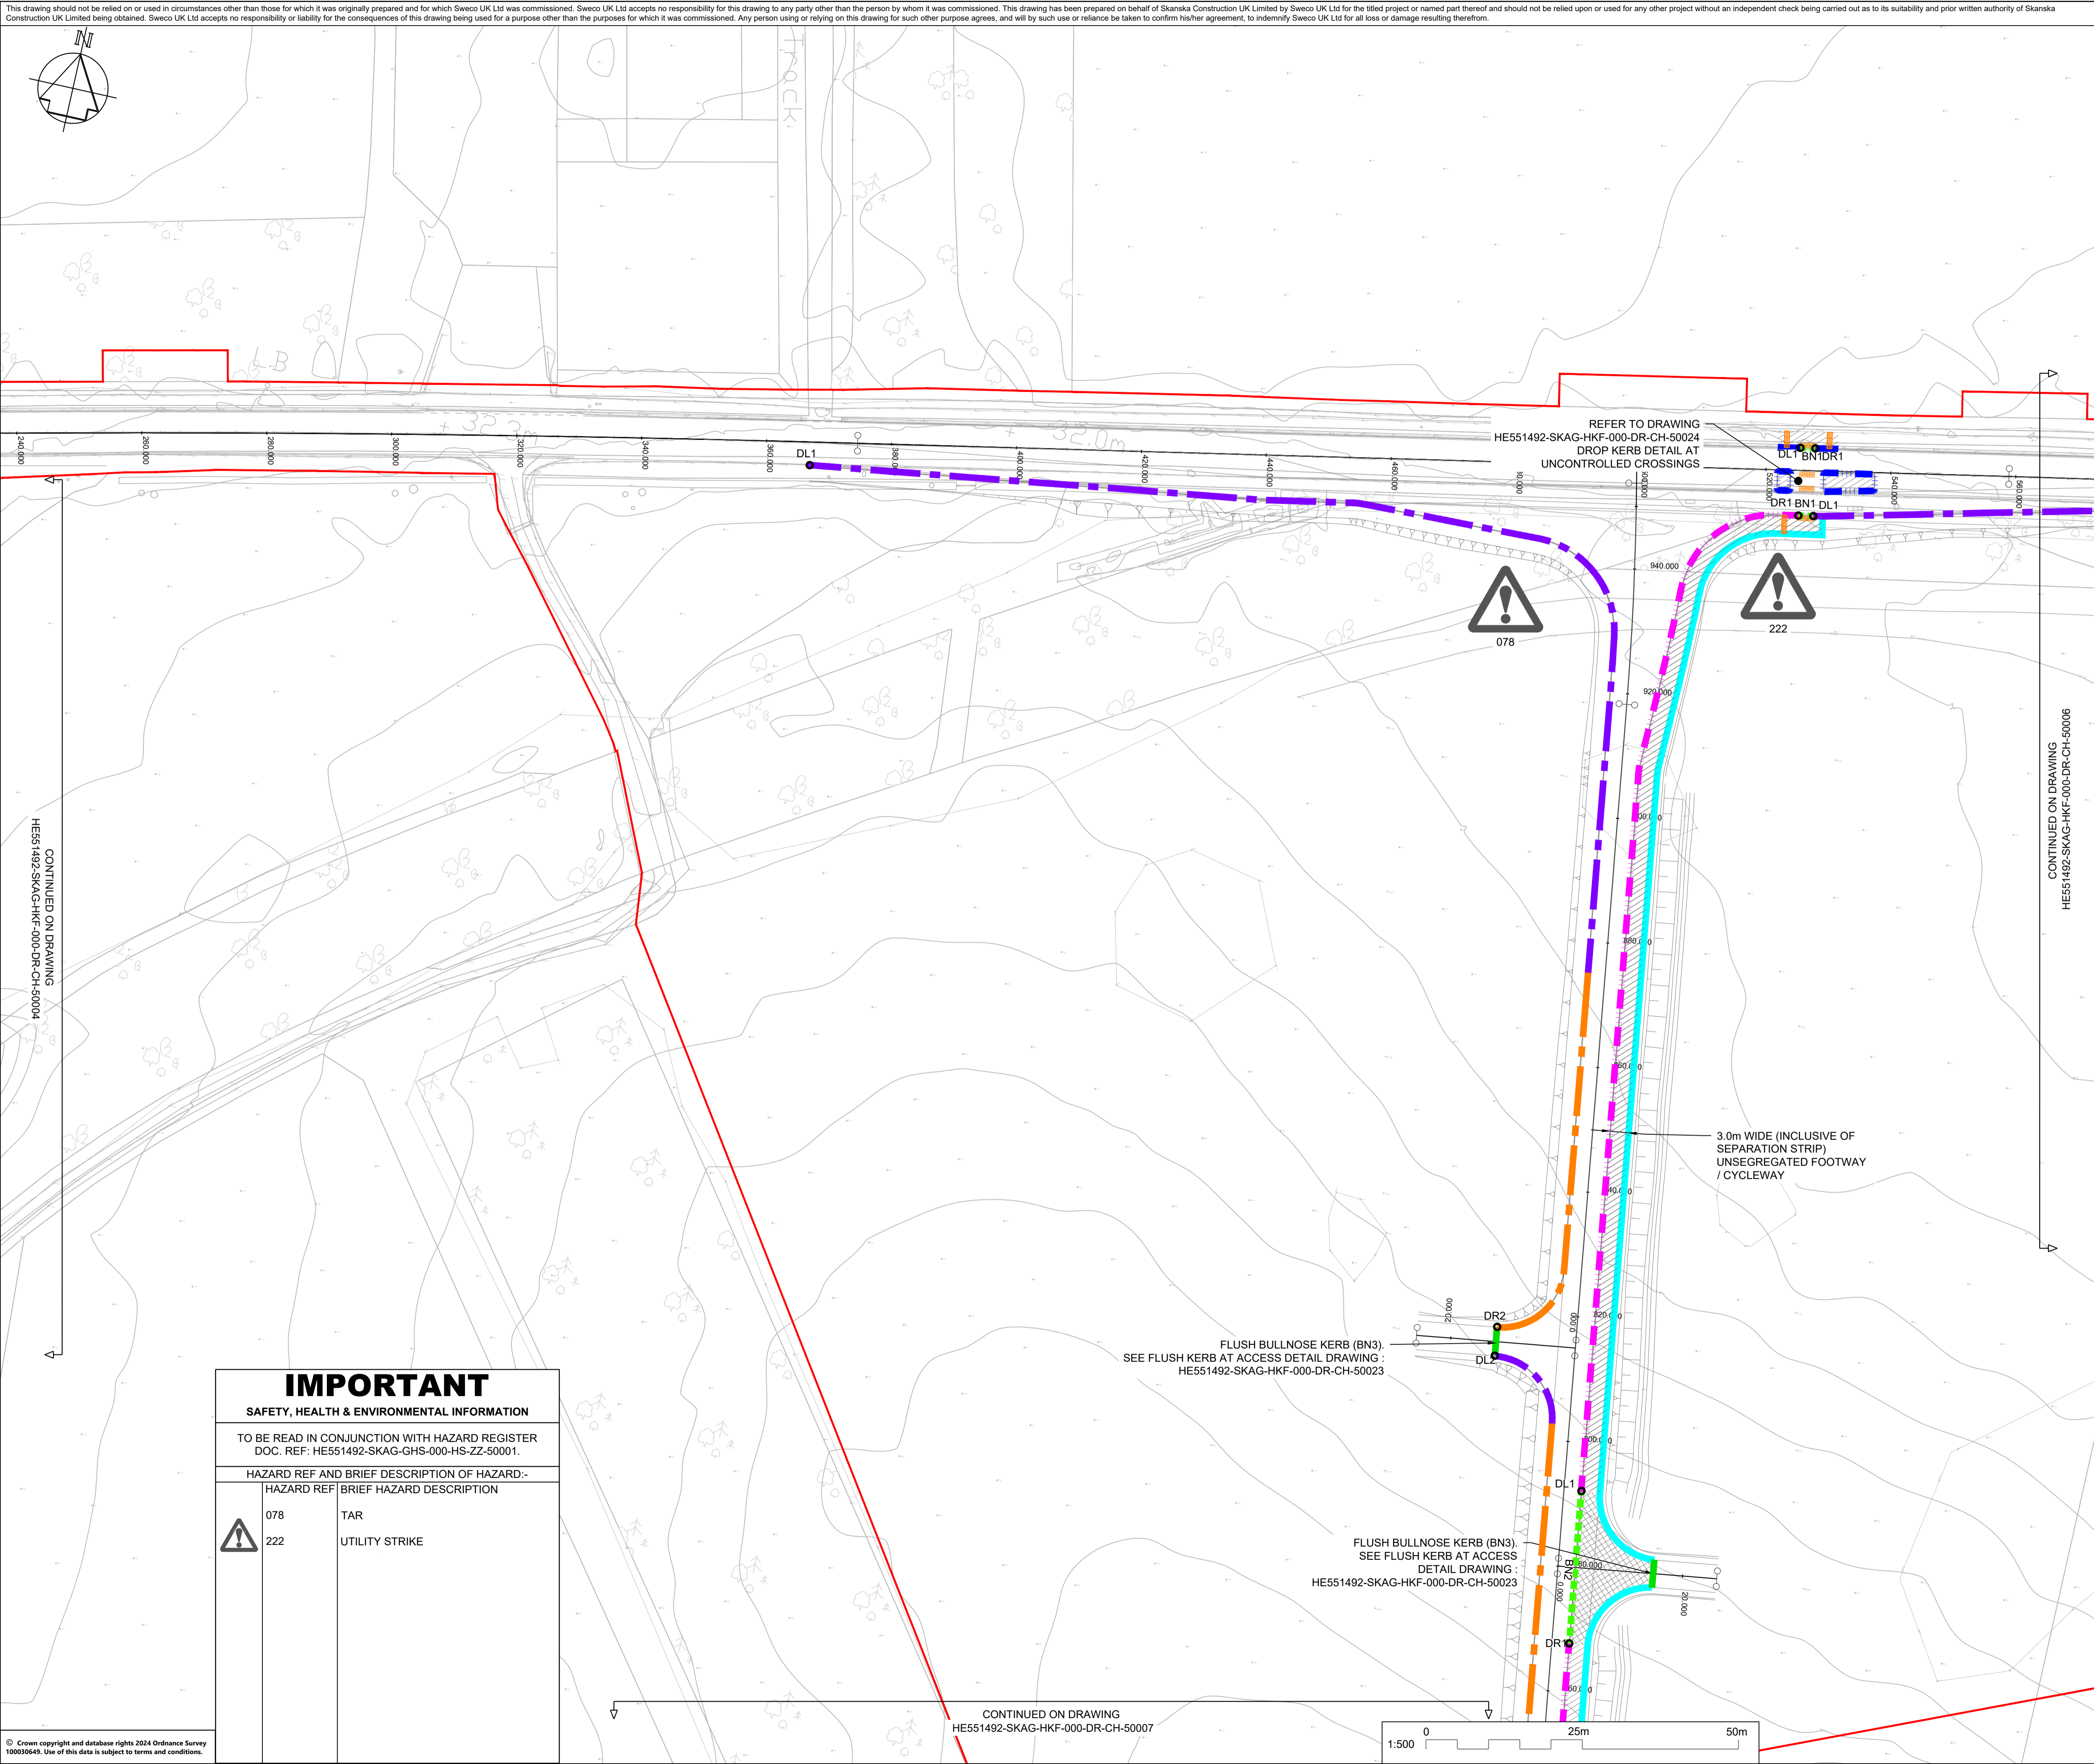 This drawing should not be relied on or used in circumstances other than those for which it was originally prepared and for which Sweco UK Ltd was commissioned. Sweco UK Ltd accepts no responsibility for this drawing to any party other than the person by whom it was commissioned. This drawing has been prepared on behalf of Skanska Construction UK Limited by Sweco UK Ltd for the titled project or named part thereof and should not be relied upon or used for any other project without an independent check being carried out as to its suitability and prior written authority of Skanska
Construction UK Limited being obtained. Sweco UK Ltd accepts no responsibility or liability for the consequences of this drawing being used for a purpose other than the purposes for which it was commissioned. Any person using or relying on this drawing for such other purpose agrees, and will by such use or reliance be taken to confirm his/her agreement, to indemnify Sweco UK Ltd for all loss or damage resulting therefrom.
N
Track
L B
+ 32.3m
+ 32.0m
240.000
260.000
280.000
300.000
320.000
340.000
360.000
380.000
400.000
420.000
440.000
460.000
520.000
540.000
560.000
DL1
REFER TO DRAWING
HE551492-SKAG-HKF-000-DR-CH-50024
DROP KERB DETAIL AT
UNCONTROLLED CROSSINGS
DL1 BN1 DR1
DR1 BN1 DL1
940.000
078
222
920.000
880.000
CONTINUED ON DRAWING
HE551492-SKAG-HKF-000-DR-CH-50004
CONTINUED ON DRAWING
HE551492-SKAG-HKF-000-DR-CH-50006
3.0m WIDE (INCLUSIVE OF
SEPARATION STRIP)
UNSEGREGATED FOOTWAY
/ CYCLEWAY
20.000
DR2
0.000
820.000
DL2
FLUSH BULLNOSE KERB (BN3).
SEE FLUSH KERB AT ACCESS DETAIL DRAWING :
HE551492-SKAG-HKF-000-DR-CH-50023
DL1
FLUSH BULLNOSE KERB (BN3).
SEE FLUSH KERB AT ACCESS
DETAIL DRAWING :
HE551492-SKAG-HKF-000-DR-CH-50023
BN2
0.000
20.000
DR1
IMPORTANT
SAFETY, HEALTH & ENVIRONMENTAL INFORMATION
TO BE READ IN CONJUNCTION WITH HAZARD REGISTER
DOC. REF: HE551492-SKAG-GHS-000-HS-ZZ-50001.
HAZARD REF AND BRIEF DESCRIPTION OF HAZARD:-
HAZARD REF BRIEF HAZARD DESCRIPTION
078 TAR
222 UTILITY STRIKE
CONTINUED ON DRAWING
HE551492-SKAG-HKF-000-DR-CH-50007
1:500
0 25m 50m
© Crown copyright and database rights 2024 Ordnance Survey
100030649. Use of this data is subject to terms and conditions.